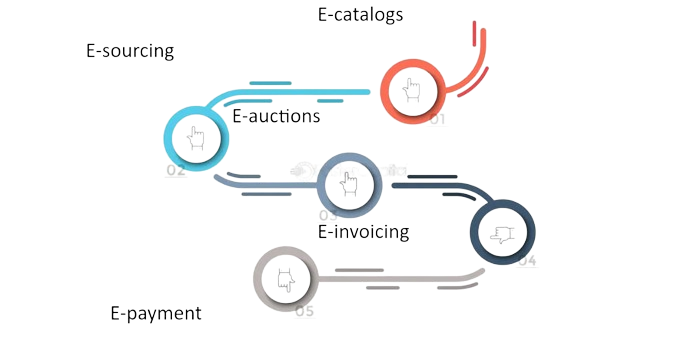 E-catalogs
E-sourcing
01
E-auctions
02
03
E-invoicing
04
05
E-payment